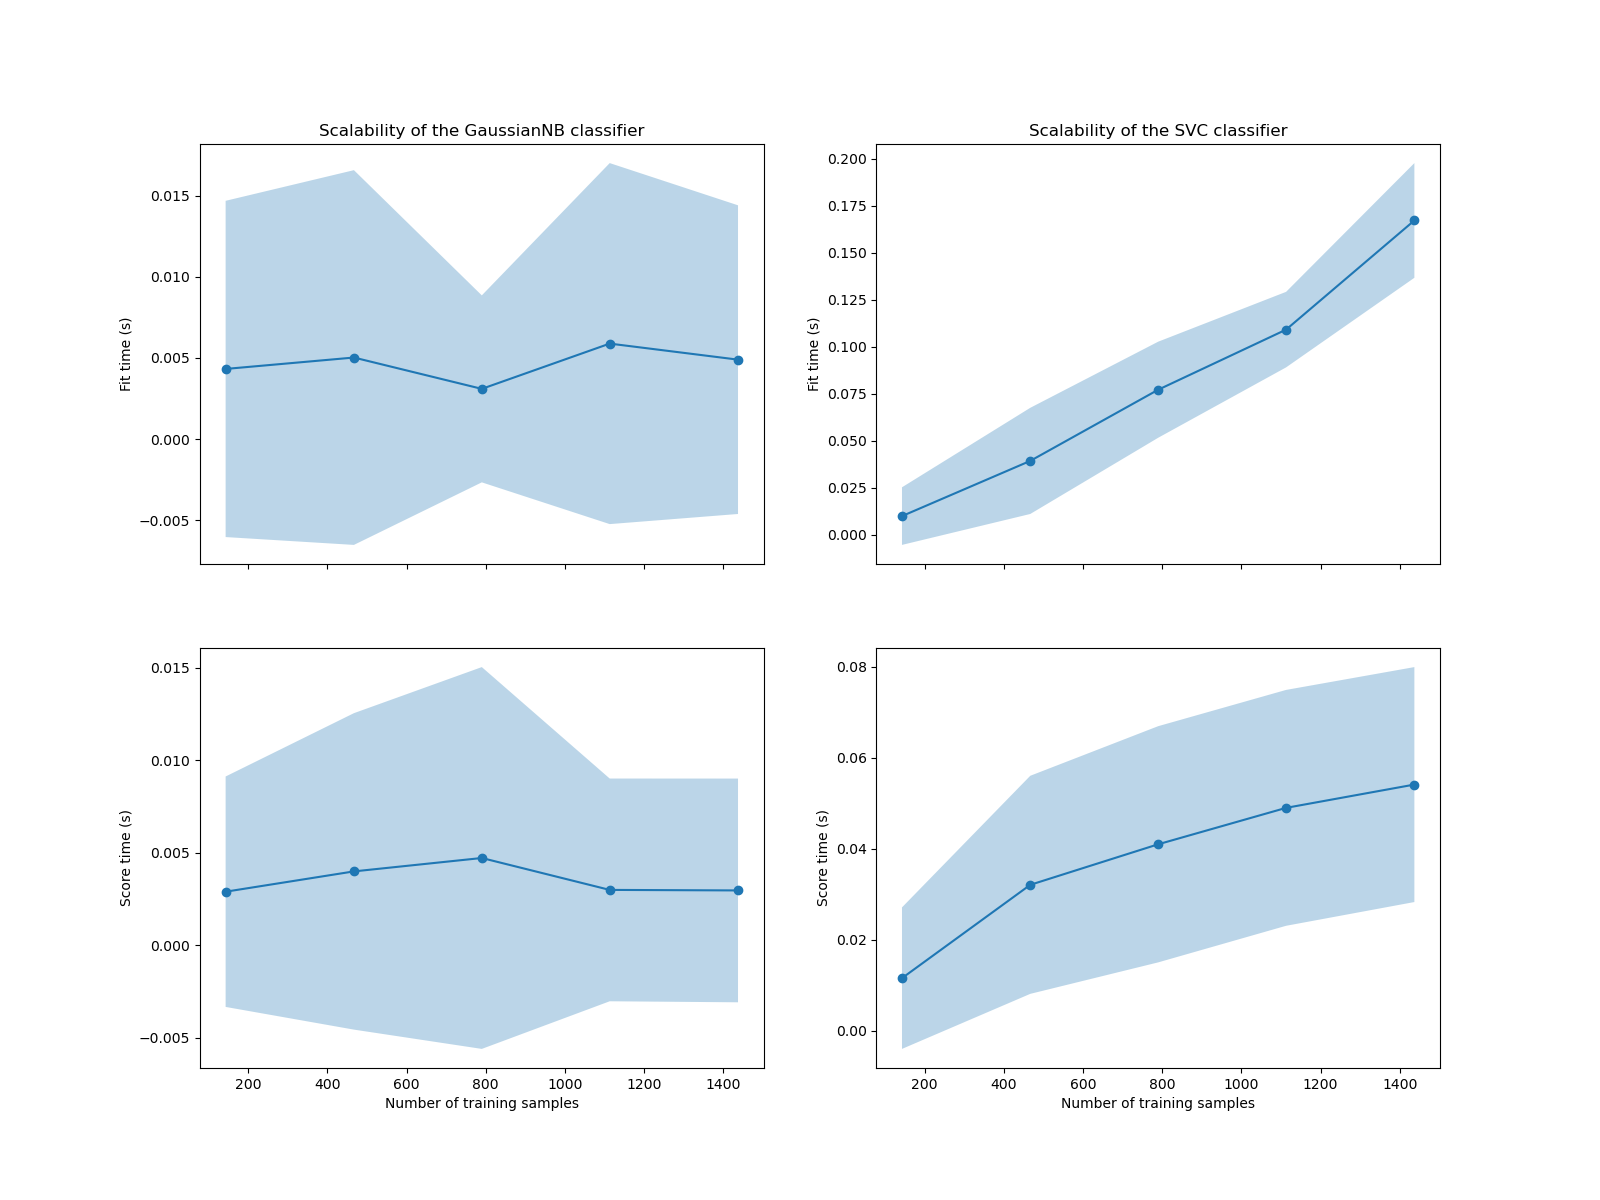 Scalability of the GaussianNB classifier
Fit time (s)
0.015
0.010
0.005
0.000
−0.005
Scalability of the SVC classifier
Fit time (s)
0.200
0.175
0.150
0.125
0.100
0.075
0.050
0.025
0.000
Score time (s)
0.015
0.010
0.005
0.000
−0.005
200 400 600 800 1000 1200 1400
Number of training samples
Score time (s)
0.08
0.06
0.04
0.02
0.00
200 400 600 800 1000 1200 1400
Number of training samples